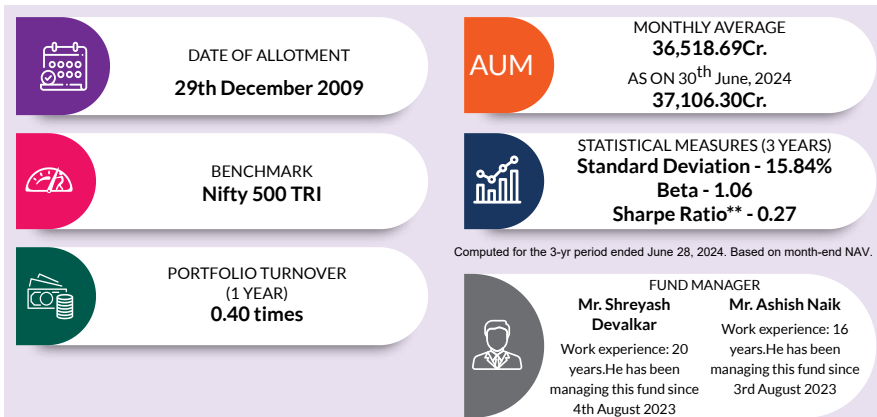 DATE OF ALLOTMENT
29th December 2009
BENCHMARK
Nifty 500 TRI
PORTFOLIO TURNOVER
(1 YEAR)
0.40 times
AUM
MONTHLY AVERAGE
36,518.69Cr.
AS ON 30th June, 2024
37,106.30Cr.
STATISTICAL MEASURES (3 YEARS)
Standard Deviation - 15.84%
Beta - 1.06
Sharpe Ratio** - 0.27
Computed for the 3-yr period ended June 28, 2024. Based on month-end NAV.
FUND MANAGER
Mr. Shreyash
Devalkar
Work experience: 20
years.He has been
managing this fund since
4th August 2023
Mr. Ashish Naik
Work experience: 16
years.He has been
managing this fund since
3rd August 2023